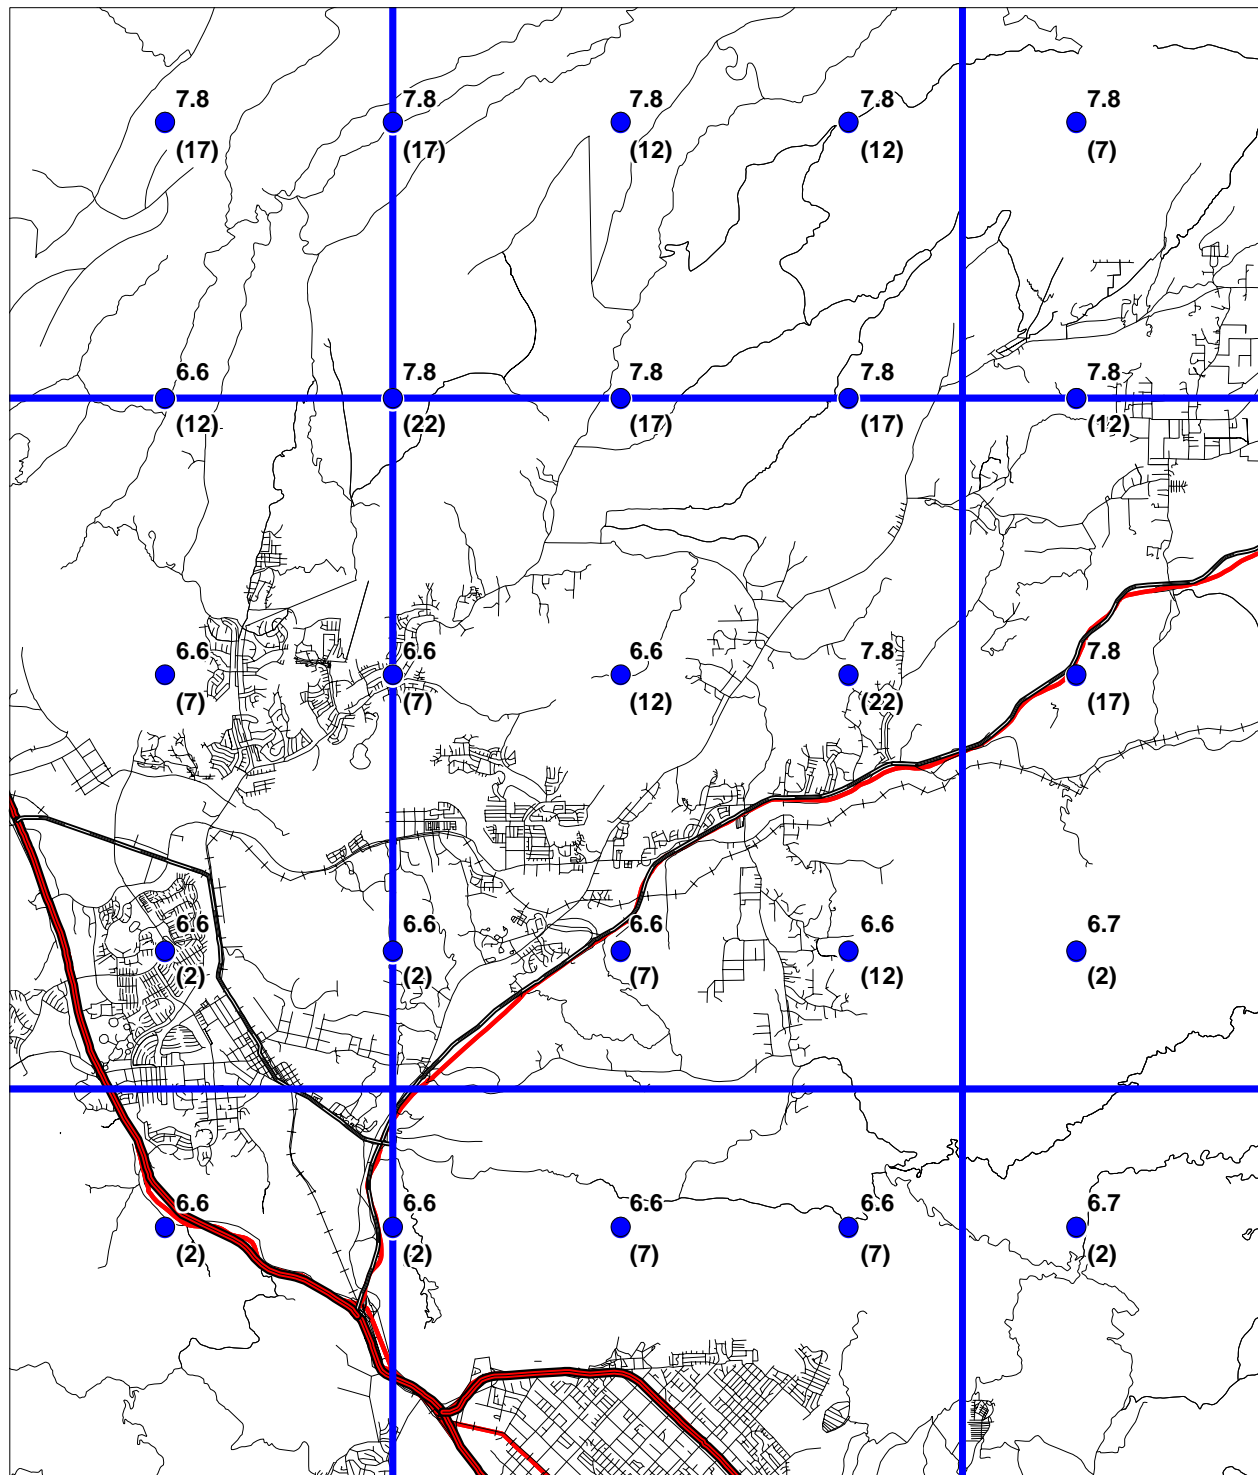 7.8 7.8 7.8 7.8 7.8
(17) (17) (12) (12) (7)
6.6 7.8 7.8 7.8 7.8
(12) (22) (17) (17) (12)
6.6 6.6 6.6 7.8 7.8
(7) (7) (12) (22) (17)
6.6 6.6 6.6 6.6 6.7
(2) (2) (7) (12) (2)
6.6 6.6 6.6 6.6 6.7
(2) (2) (7) (7) (2)